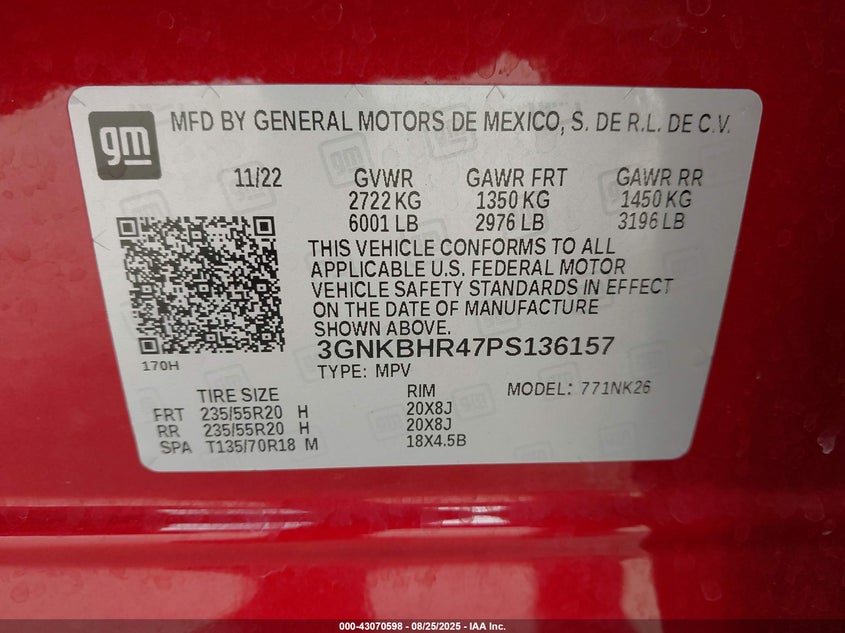 gm
MFD BY GENERAL MOTORS DE MEXICO, S. DE R.L. DE C.V.
11/22 GVWR GAWR FRT GAWR RR
2722 KG 1350 KG 1450 KG
6001 LB 2976 LB 3196 LB
THIS VEHICLE CONFORMS TO ALL
APPLICABLE U.S. FEDERAL MOTOR
VEHICLE SAFETY STANDARDS IN EFFECT
ON THE DATE OF MANUFACTURE
SHOWN ABOVE.
3GNKBHR47PS136157
170H
TYPE: MPV
TIRE SIZE RIM MODEL: 771NK26
FRT 235/55R20 H 20X8J
RR 235/55R20 H 20X8J
SPA T135/70R18 M 18X4.5B
000-43070598 - 08/25/2025 - IAA Inc.